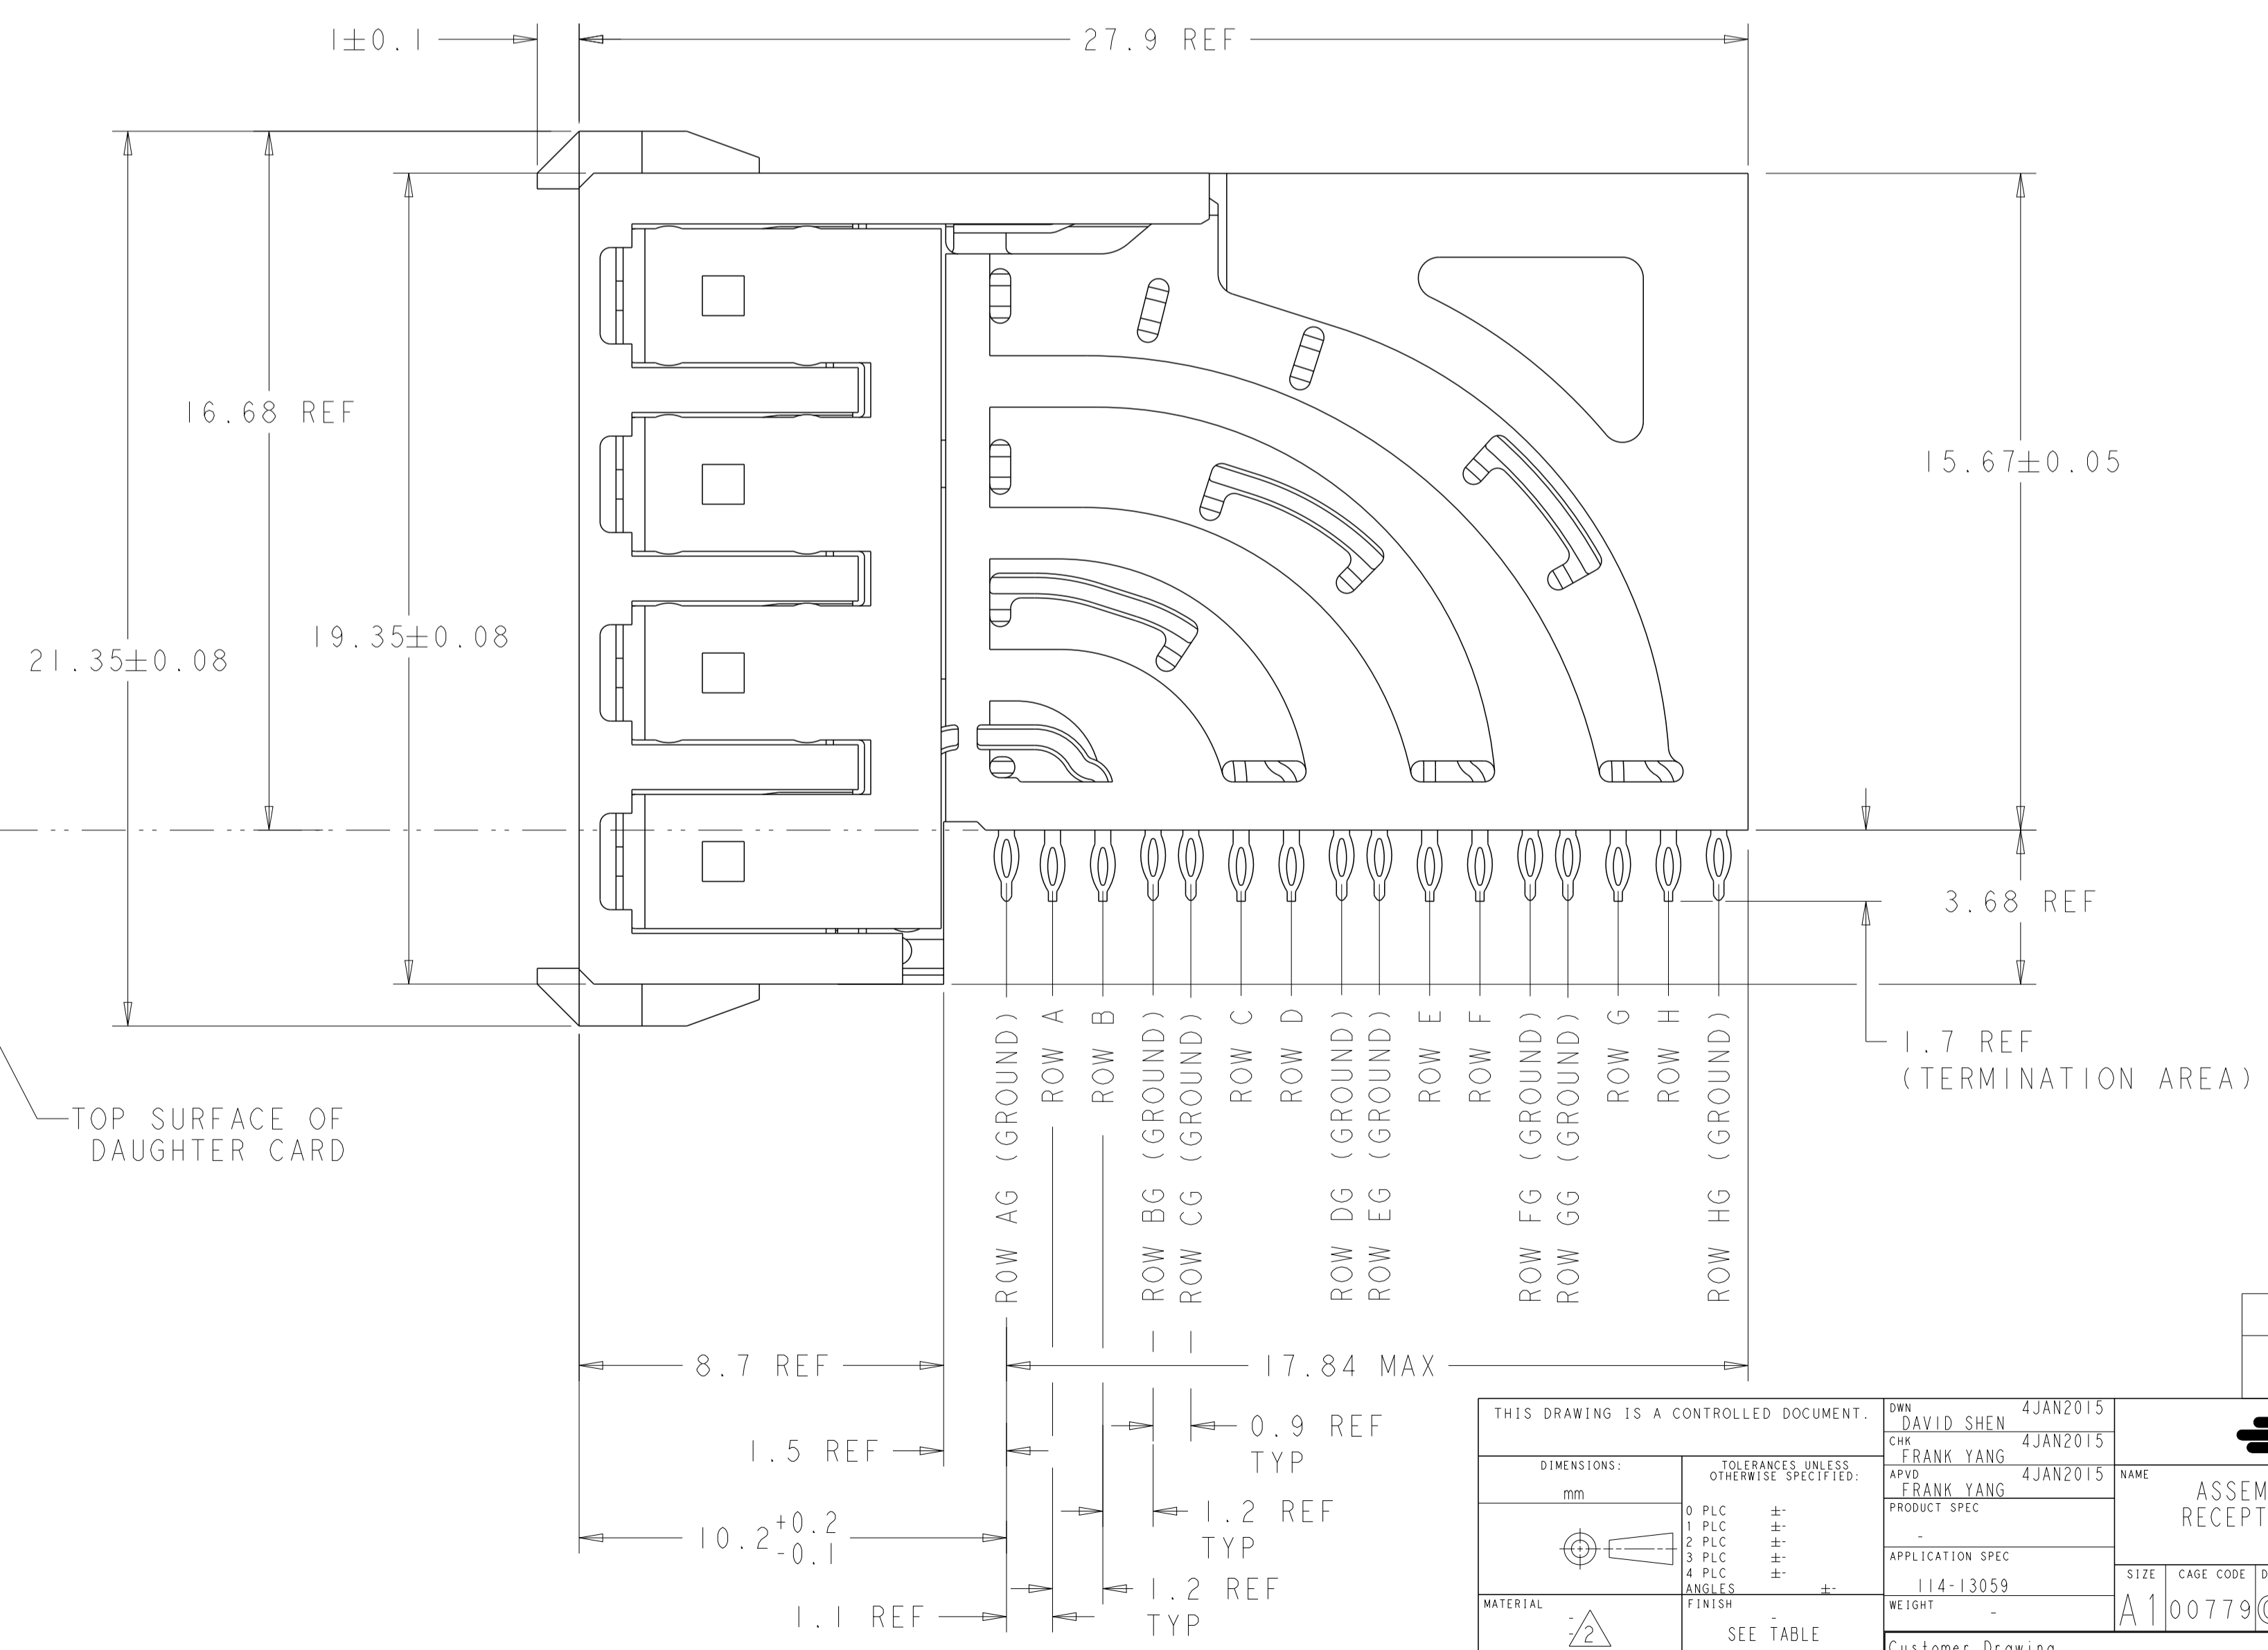 1±0.1
27.9 REF
16.68 REF
15.67±0.05
19.35±0.08
21.35±0.08
3.68 REF
1.7 REF
(TERMINATION AREA)
TOP SURFACE OF
DAUGHTER CARD
ROW AG (GROUND)
ROW A
ROW B
ROW BG (GROUND)
ROW CG (GROUND)
ROW C
ROW D
ROW DG (GROUND)
ROW EG (GROUND)
ROW E
ROW F
ROW FG (GROUND)
ROW GG (GROUND)
ROW G
ROW H
ROW HG (GROUND)
8.7 REF
17.84 MAX
0.9 REF
TYP
1.5 REF
1.2 REF
TYP
10.2 +0.2
-0.1
1.2 REF
TYP
1.1 REF
THIS DRAWING IS A CONTROLLED DOCUMENT.
DIMENSIONS:
mm
TOLERANCES UNLESS
OTHERWISE SPECIFIED:
0 PLC ±-
1 PLC ±-
2 PLC ±-
3 PLC ±-
4 PLC ±-
ANGLES ±-
MATERIAL
-
2
FINISH
-
SEE TABLE
DWN 4JAN2015
DAVID SHEN
CHK 4JAN2015
FRANK YANG
APVD 4JAN2015
FRANK YANG
PRODUCT SPEC
-
APPLICATION SPEC
114-13059
WEIGHT -
Customer Drawing
NAME
ASSEM
RECEPT
SIZE
A1
CAGE CODE
00779
D